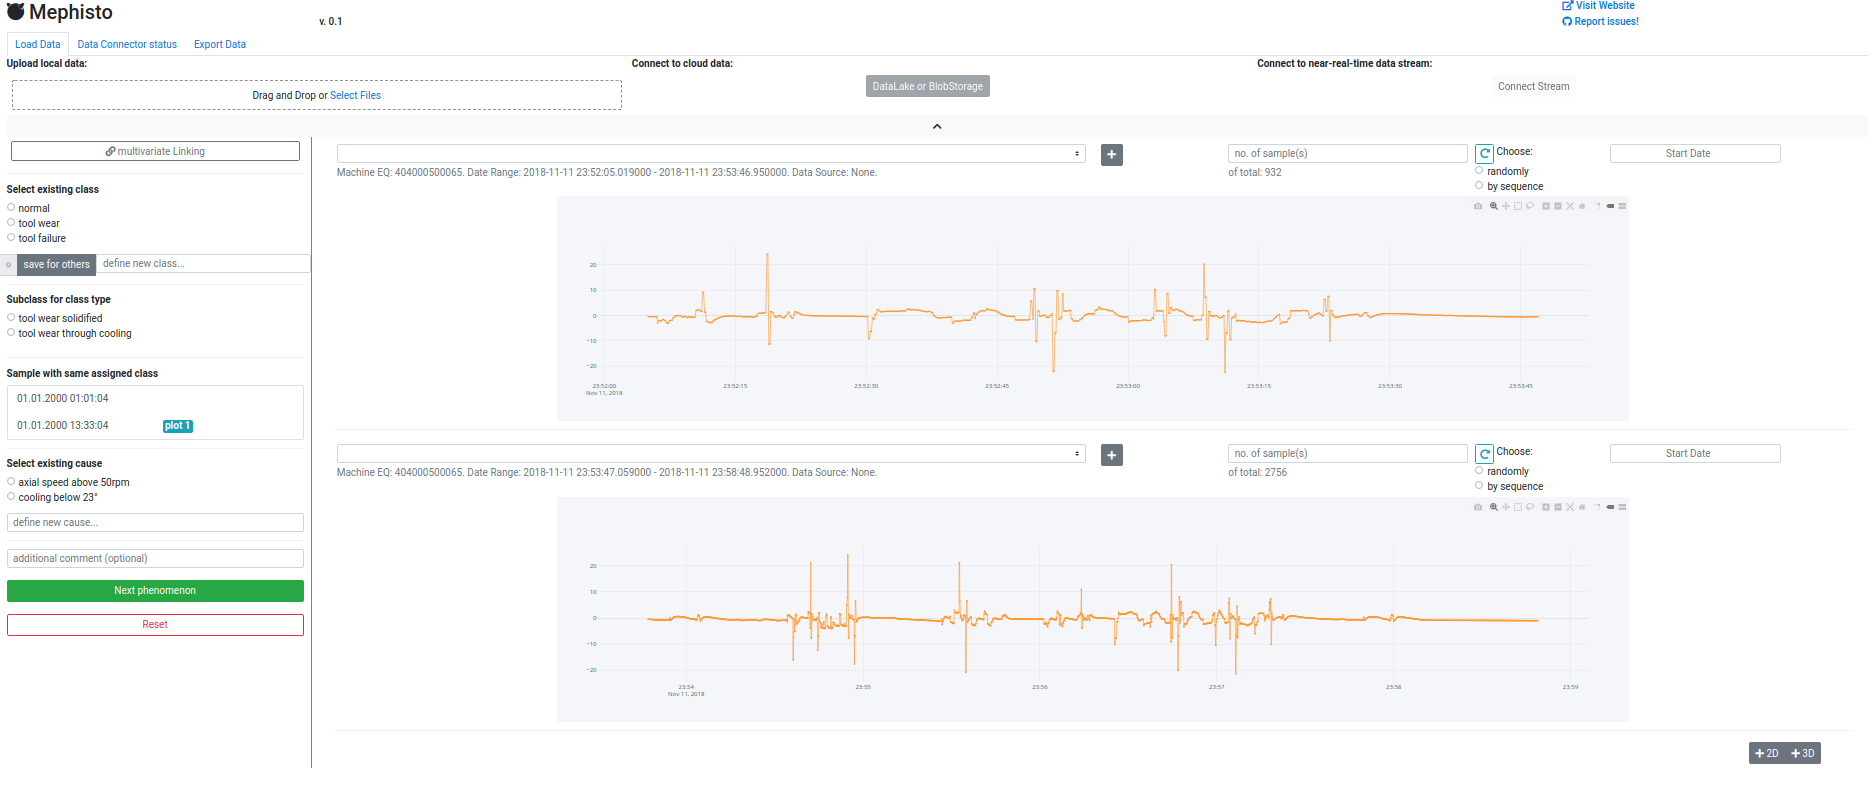 Mephisto
v. 0.1
Visit Website
Report issues!
Load Data
Data Connector status
Export Data
Upload local data:
Connect to cloud data:
Connect to near-real-time data stream:
Drag and Drop or Select Files
DataLake or BlobStorage
Connect Stream
multivariate Linking
Select existing class
normal
tool wear
tool failure
save for others
define new class...
Subclass for class type
tool wear solidified
tool wear through cooling
Sample with same assigned class
01.01.2000 01:01:04
01.01.2000 13:33:04 plot 1
Select existing cause
axial speed above 50rpm
cooling below 23°
define new cause...
additional comment (optional)
Next phenomenon
Reset
no. of sample(s)
Choose:
Start Date
Machine EQ: 404000500065. Date Range: 2018-11-11 23:52:05.019000 - 2018-11-11 23:53:46.950000. Data Source: None.
of total: 932
randomly
by sequence
20
10
0
−10
−20
23:52:00 23:52:15 23:52:30 23:52:45 23:53:00 23:53:15 23:53:30 23:53:45
Nov 11, 2018
no. of sample(s)
Choose:
Start Date
Machine EQ: 404000500065. Date Range: 2018-11-11 23:53:47.059000 - 2018-11-11 23:58:48.952000. Data Source: None.
of total: 2756
randomly
by sequence
20
10
0
−10
−20
23:54 23:55 23:56 23:57 23:58 23:59
Nov 11, 2018
2D
3D